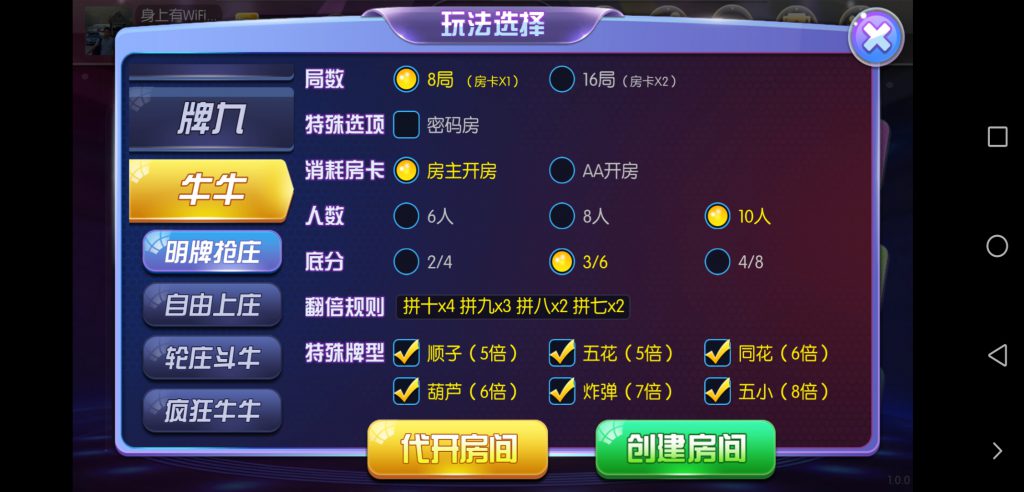 身上有WiFi...
玩法选择
局数 8局（房卡X1） 16局（房卡X2）
牌九
特殊选项 密码房
消耗房卡 房主开房 AA开房
牛牛
人数 6人 8人 10人
明牌抢庄
底分 2/4 3/6 4/8
自由上庄
翻倍规则 拼十x4 拼九x3 拼八x2 拼七x2
轮庄斗牛
特殊牌型 顺子（5倍） 五花（5倍） 同花（6倍）
葫芦（6倍） 炸弹（7倍） 五小（8倍）
疯狂牛牛
代开房间 创建房间
1.0.0